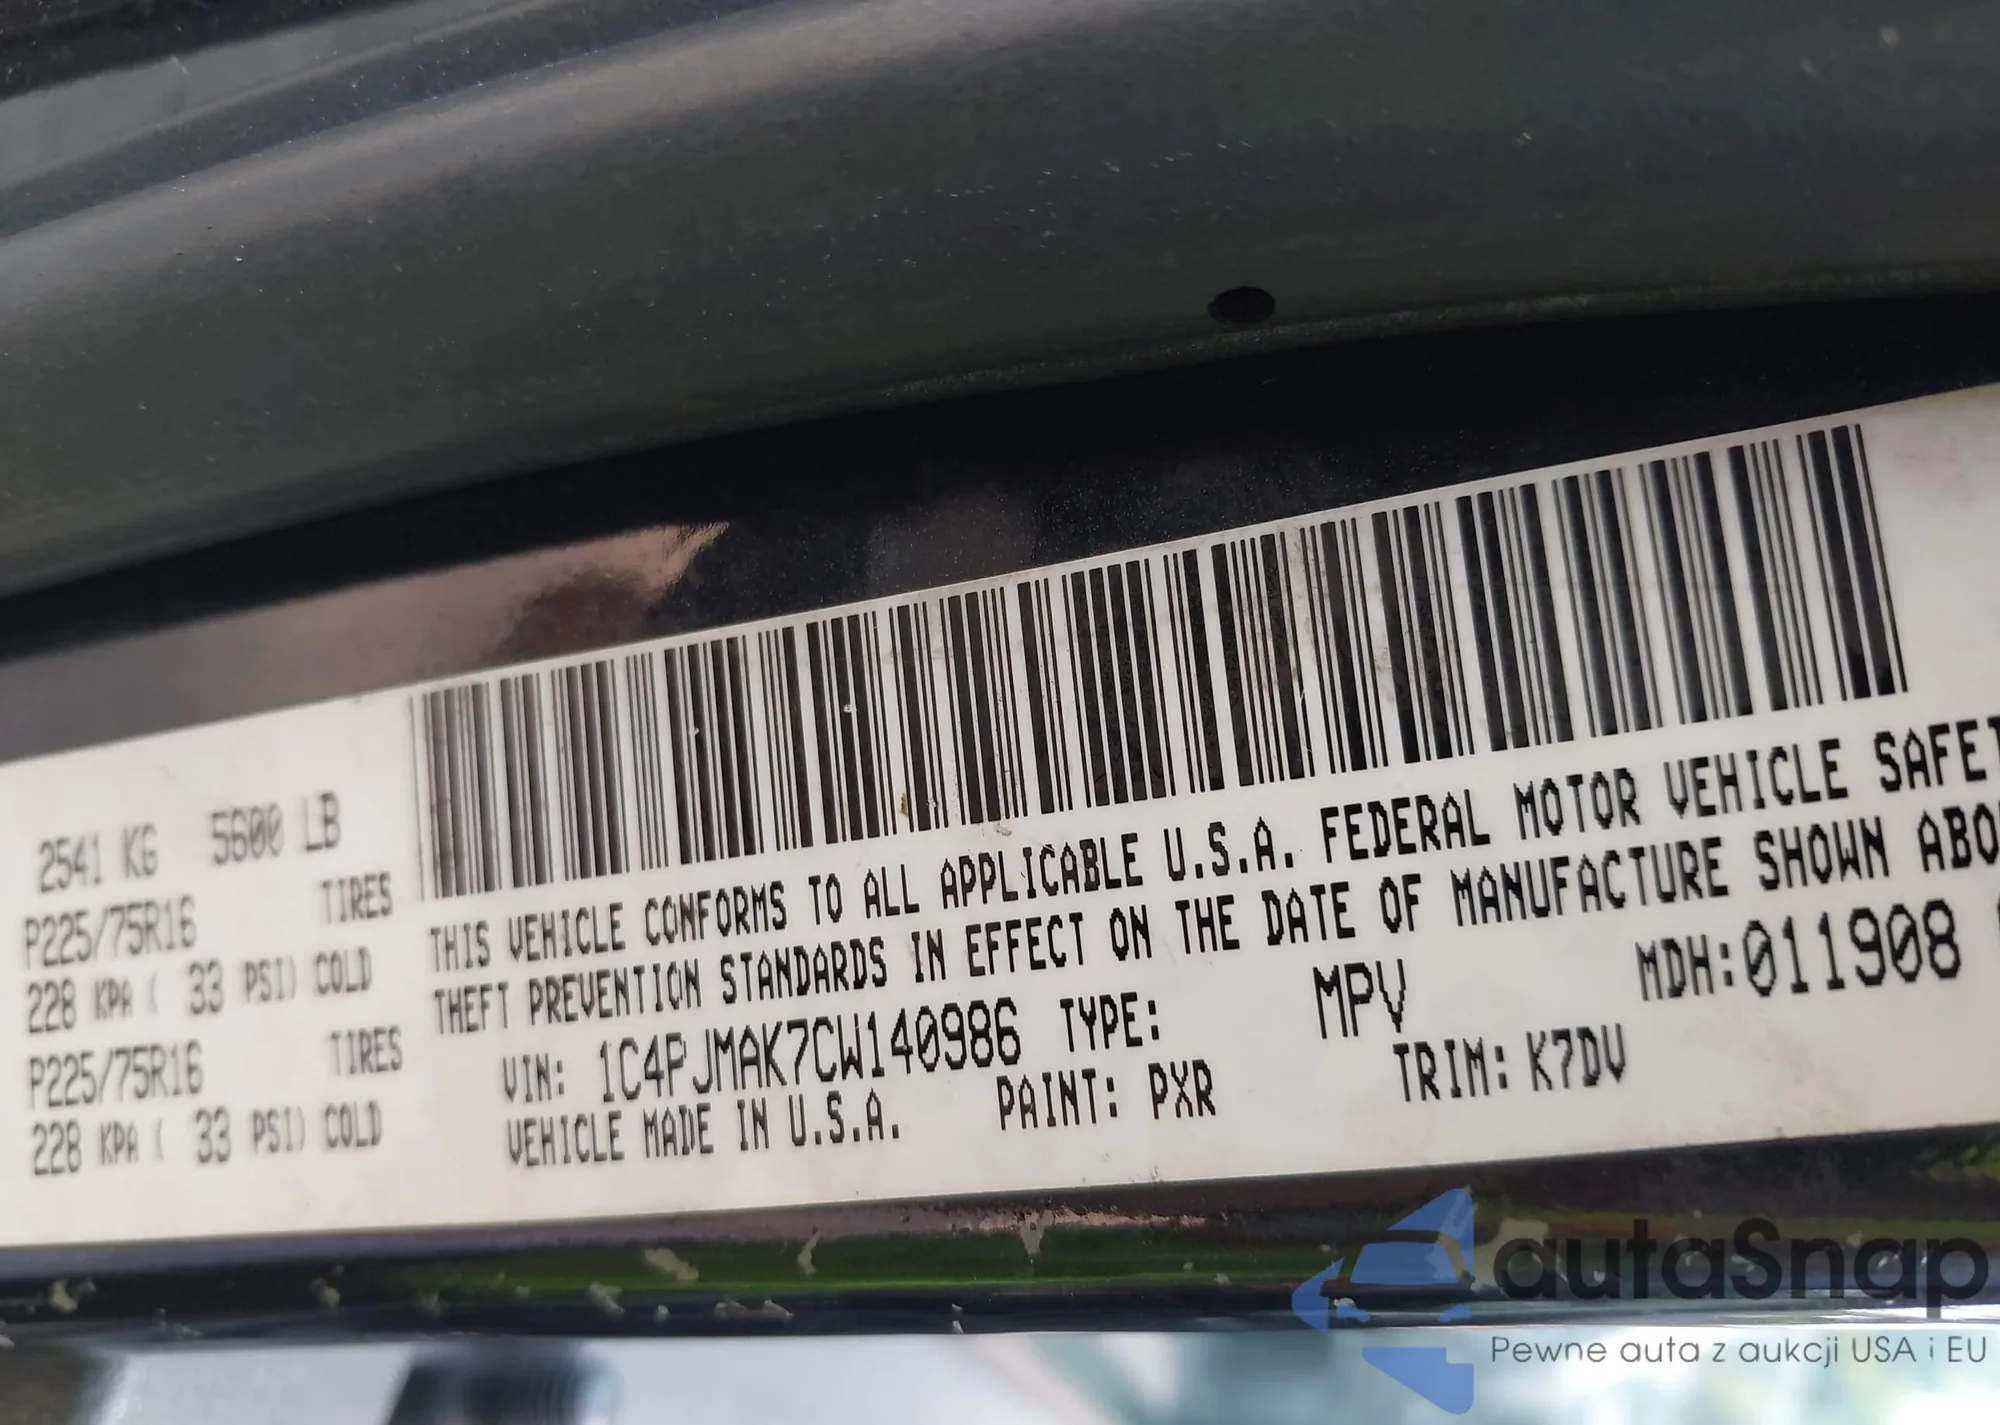 2541 KG 5600 LB
P225/75R16 TIRES
228 KPA ( 33 PSI) COLD
P225/75R16 TIRES
228 KPA ( 33 PSI) COLD
THIS VEHICLE CONFORMS TO ALL APPLICABLE U.S.A. FEDERAL MOTOR VEHICLE SAFET
THEFT PREVENTION STANDARDS IN EFFECT ON THE DATE OF MANUFACTURE SHOWN ABO
VIN: 1C4PJMAK7CW140986 TYPE: MPV MDH:011908
VEHICLE MADE IN U.S.A. PAINT: PXR TRIM: K7DV
autaSnap
Pewne auta z aukcji USA i EU